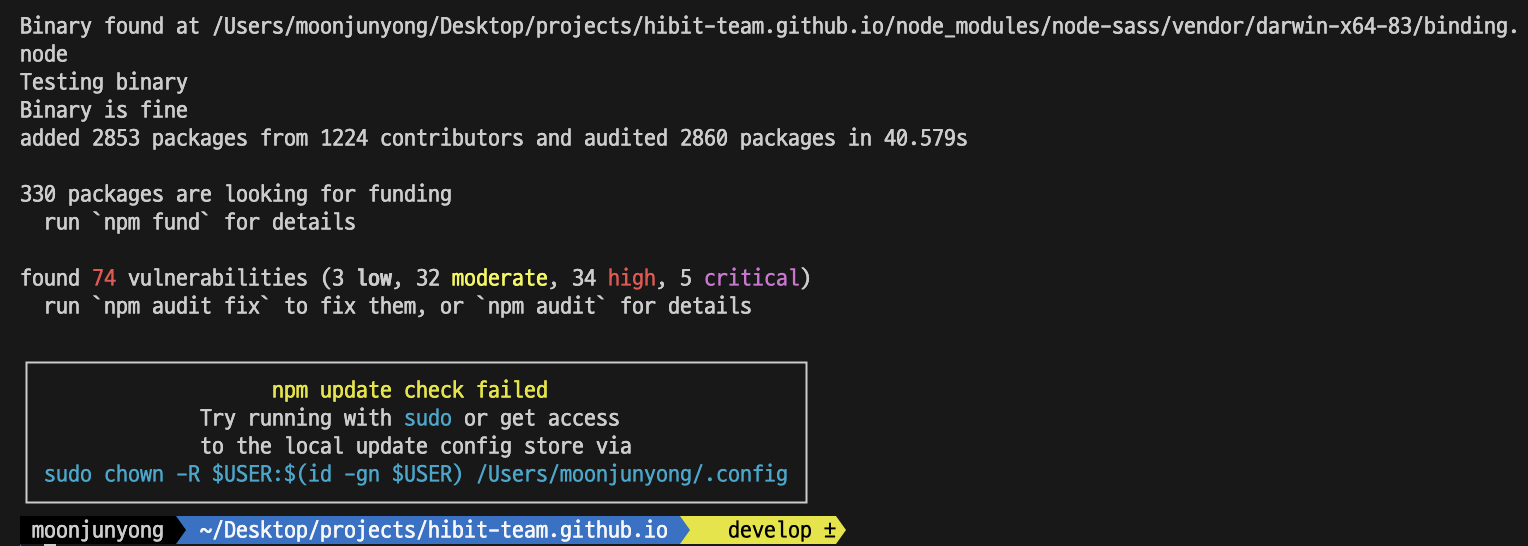 Binary found at /Users/moonjunyong/Desktop/projects/hibit-team.github.io/node_modules/node-sass/vendor/darwin-x64-83/binding.
node
Testing binary
Binary is fine
added 2853 packages from 1224 contributors and audited 2860 packages in 40.579s
330 packages are looking for funding
  run `npm fund` for details
found 74 vulnerabilities (3 low, 32 moderate, 34 high, 5 critical)
  run `npm audit fix` to fix them, or `npm audit` for details
npm update check failed
Try running with sudo or get access
to the local update config store via
sudo chown -R $USER:$(id -gn $USER) /Users/moonjunyong/.config
moonjunyong ~/Desktop/projects/hibit-team.github.io develop ±